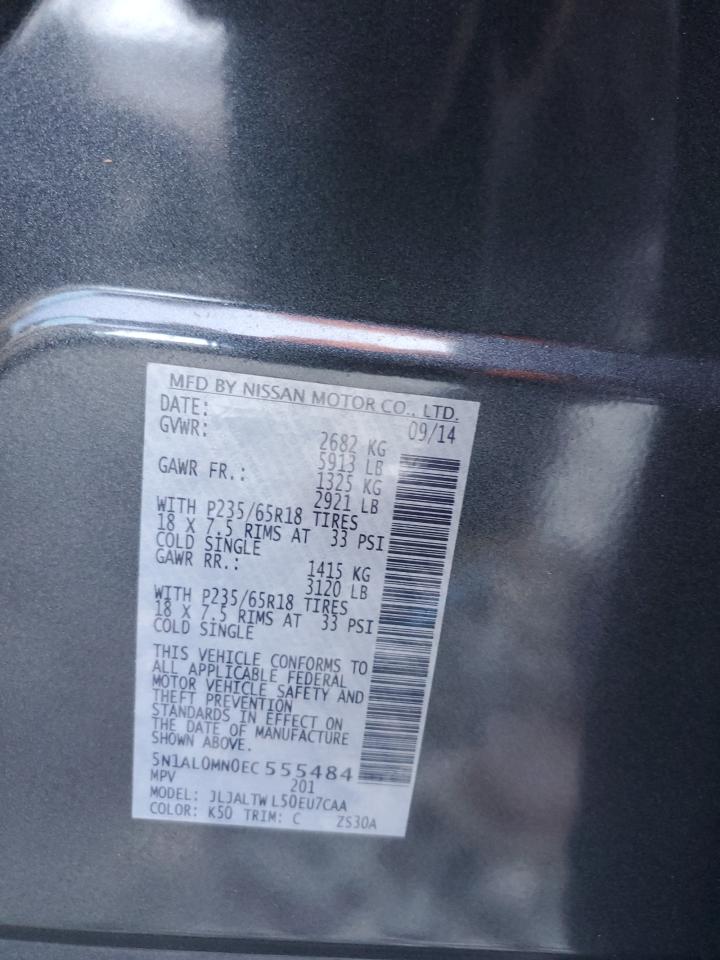 MFD BY NISSAN MOTOR CO., LTD.
DATE: 09/14
GVWR: 2682 KG
5913 LB
GAWR FR.: 1325 KG
2921 LB
WITH P235/65R18 TIRES
18 X 7.5 RIMS AT 33 PSI
COLD SINGLE
GAWR RR.: 1415 KG
3120 LB
WITH P235/65R18 TIRES
18 X 7.5 RIMS AT 33 PSI
COLD SINGLE
THIS VEHICLE CONFORMS TO
ALL APPLICABLE FEDERAL
MOTOR VEHICLE SAFETY AND
THEFT PREVENTION
STANDARDS IN EFFECT ON
THE DATE OF MANUFACTURE
SHOWN ABOVE.
5N1AL0MN0EC555484
MPV 201
MODEL: JLJALTWL50EU7CAA
COLOR: K50 TRIM: C ZS30A